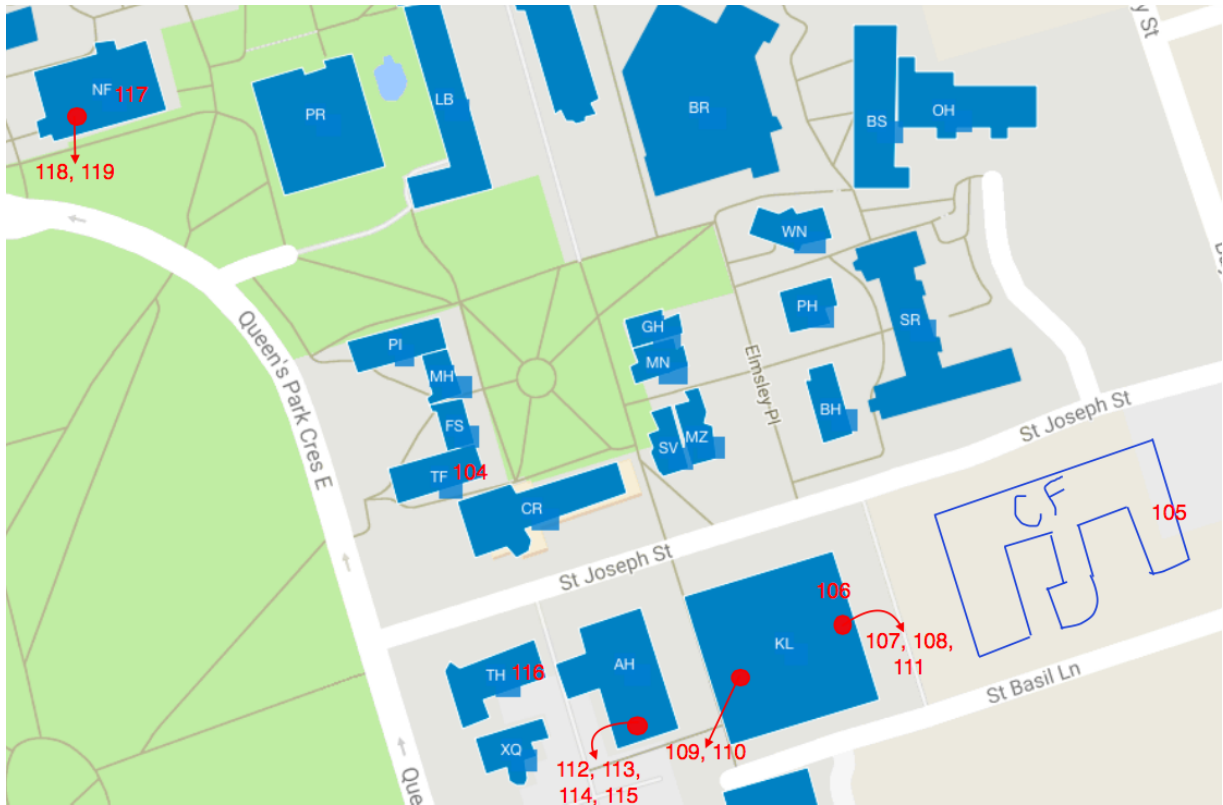 NF
117
118, 119
PR
LB
BR
BS
OH
WN
PH
SR
GH
MN
Elmsley Pl
BH
SV
MZ
PI
MH
FS
TF
104
CR
Queen's Park Cres E
St Joseph St
St Joseph St
CF
105
106
107, 108,
111
KL
109, 110
AH
112, 113,
114, 115
TH
116
XQ
St Basil Ln
Que
y St